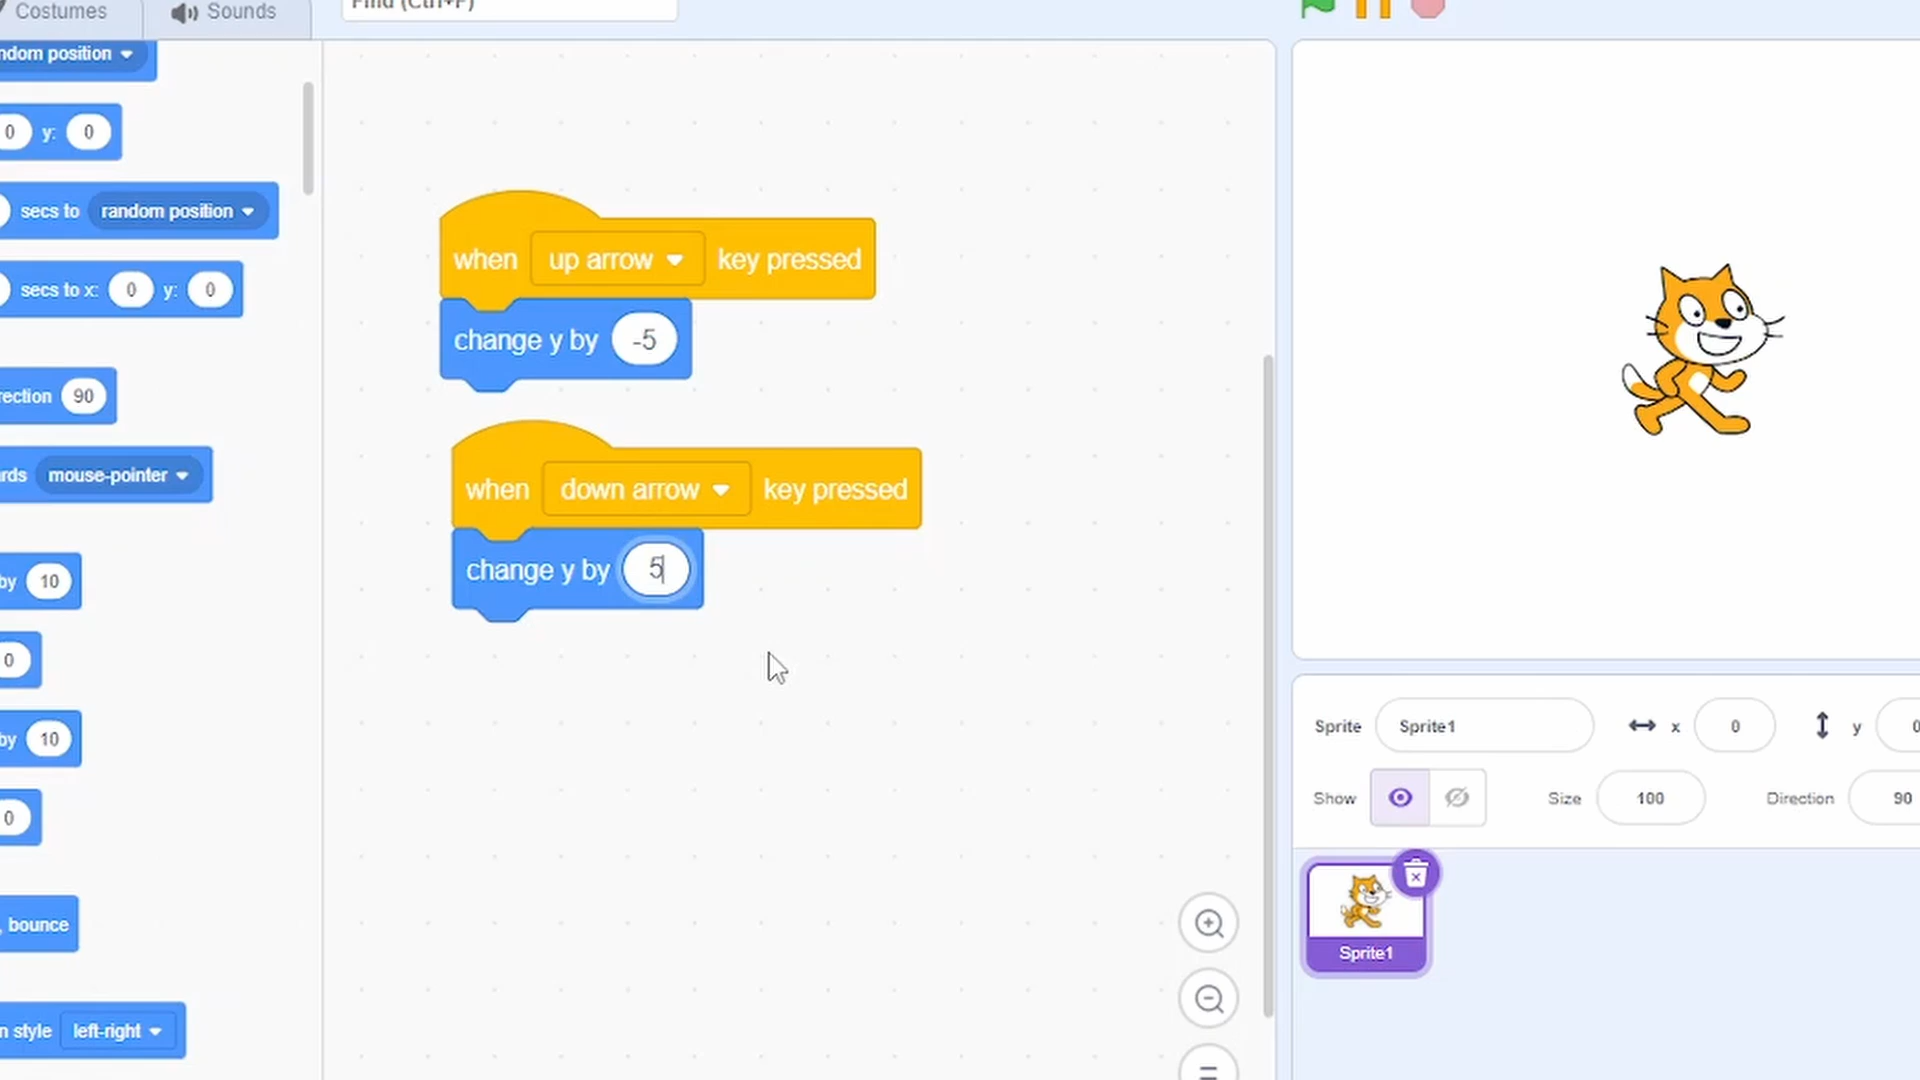 Costumes
Sounds
Find (Ctrl+F)
ndom position
0 y: 0
secs to random position
secs to x: 0 y: 0
rection 90
rds mouse-pointer
by 10
0
by 10
0
, bounce
n style left-right
when up arrow key pressed
change y by -5
when down arrow key pressed
change y by 5
Sprite Sprite1 x 0 y 0
Show Size 100 Direction 90
Sprite1